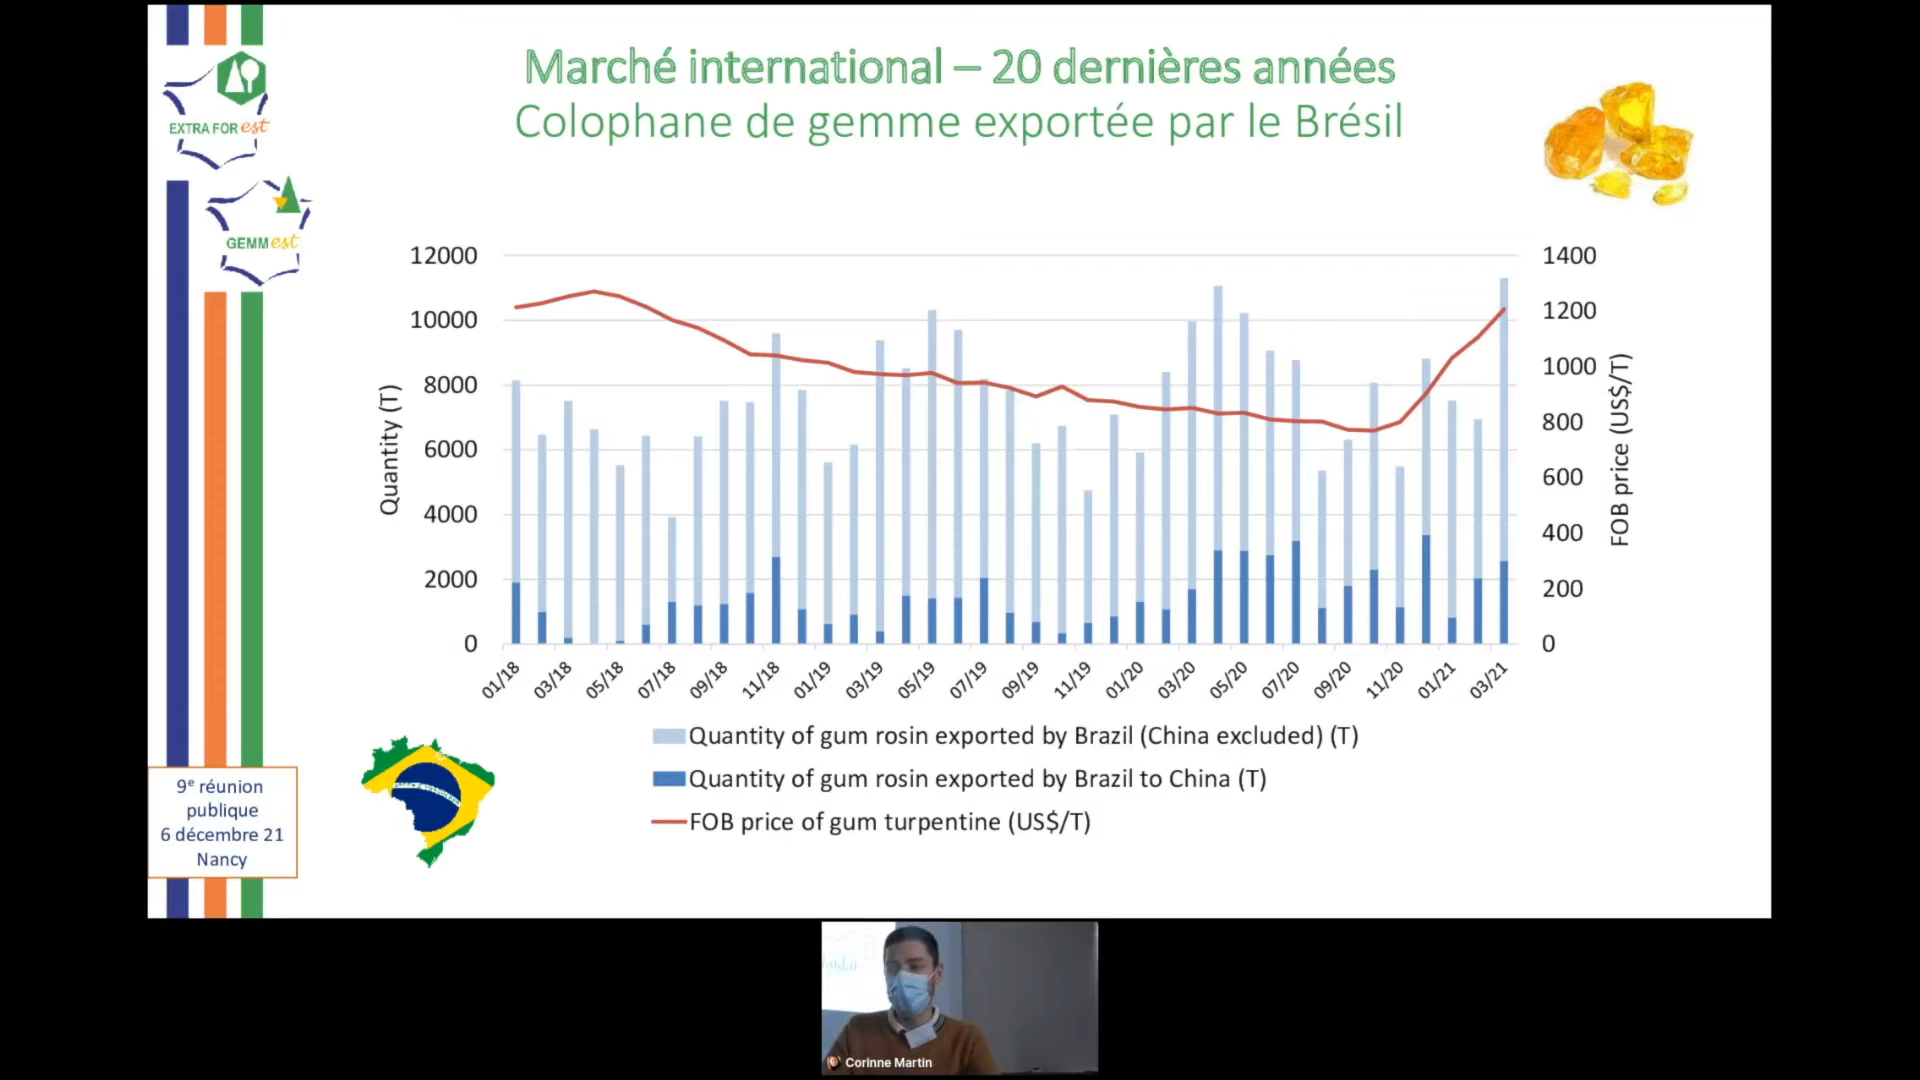 Marché international – 20 dernières années
Colophane de gemme exportée par le Brésil
EXTRA FOR est
GEMM est
12000
10000
8000
6000
4000
2000
0
Quantity (T)
1400
1200
1000
800
600
400
200
0
FOB price (US$/T)
01/18
03/18
05/18
07/18
09/18
11/18
01/19
03/19
05/19
07/19
09/19
11/19
01/20
03/20
05/20
07/20
09/20
11/20
01/21
03/21
Quantity of gum rosin exported by Brazil (China excluded) (T)
Quantity of gum rosin exported by Brazil to China (T)
FOB price of gum turpentine (US$/T)
9e réunion
publique
6 décembre 21
Nancy
Corinne Martin